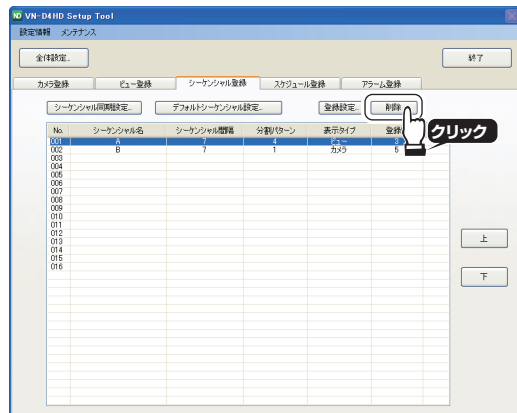 VN-D4HD Setup Tool
設定情報 メンテナンス
全体設定... 終了
カメラ登録 ビュー登録 シーケンシャル登録 スケジュール登録 アラーム登録
シーケンシャル同期設定... デフォルトシーケンシャル設定... 登録設定... 削除
クリック
No. シーケンシャル名 シーケンシャル間隔 分割パターン 表示タイプ 登録
001 A 7 4 ビュー 3
002 B 7 1 カメラ 5
003
004
005
006
007
008
009
010
011
012
013
014
015
016
上
下